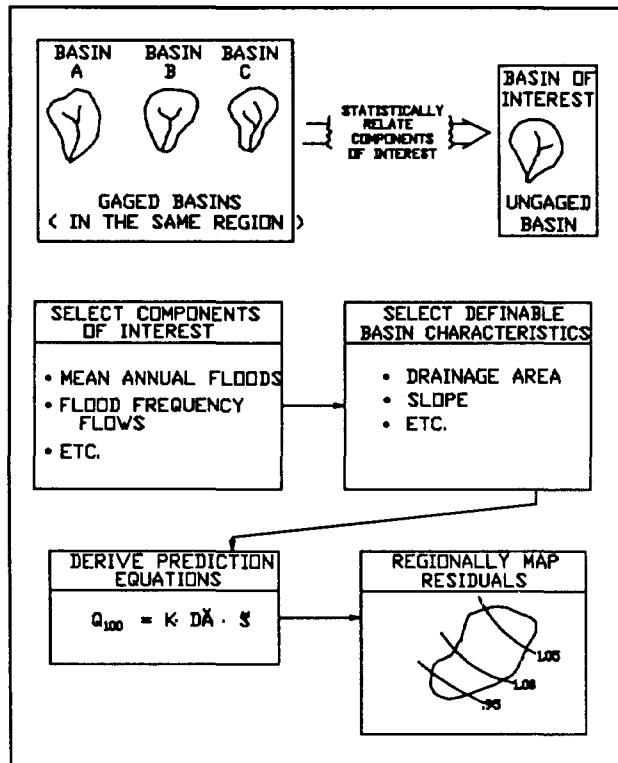 BASIN A
BASIN B
BASIN C
GAGED BASINS
( IN THE SAME REGION )
STATISTICALLY
RELATE
COMPONENTS
OF INTEREST
BASIN OF
INTEREST
UNGAGED
BASIN
SELECT COMPONENTS
OF INTEREST
• MEAN ANNUAL FLOODS
• FLOOD FREQUENCY
FLOWS
• ETC.
SELECT DEFINABLE
BASIN CHARACTERISTICS
• DRAINAGE AREA
• SLOPE
• ETC.
DERIVE PREDICTION
EQUATIONS
Q100 = K · DA ·
REGIONALLY MAP
RESIDUALS
1.05
1.08
.95